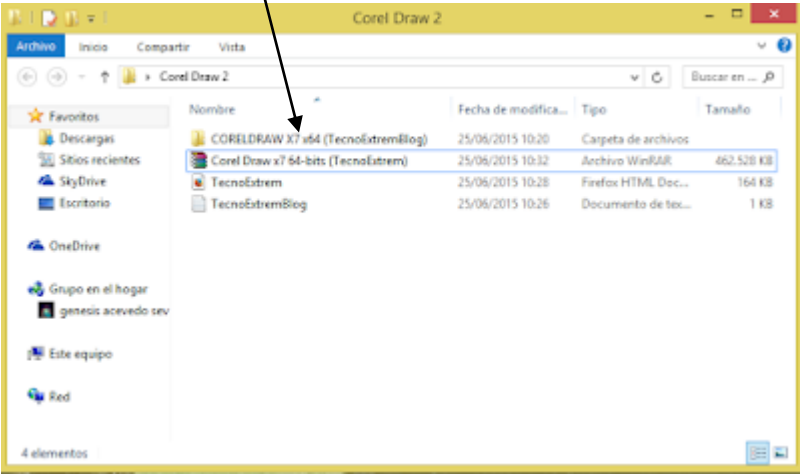 Corel Draw 2
Archivo Inicio Compartir Vista
Corel Draw 2 Buscar en ...
Nombre Fecha de modifica... Tipo Tamaño
Favoritos
Descargas
Sitios recientes
SkyDrive
Escritorio
OneDrive
Grupo en el hogar
genesis acevedo sev
Este equipo
Red
CORELDRAW X7 x64 (TecnoExtremBlog) 25/06/2015 10:20 Carpeta de archivos
Corel Draw x7 64-bits (TecnoExtrem) 25/06/2015 10:32 Archivo WinRAR 462.528 KB
TecnoExtrem 25/06/2015 10:28 Firefox HTML Doc... 164 KB
TecnoExtremBlog 25/06/2015 10:26 Documento de tex... 1 KB
4 elementos